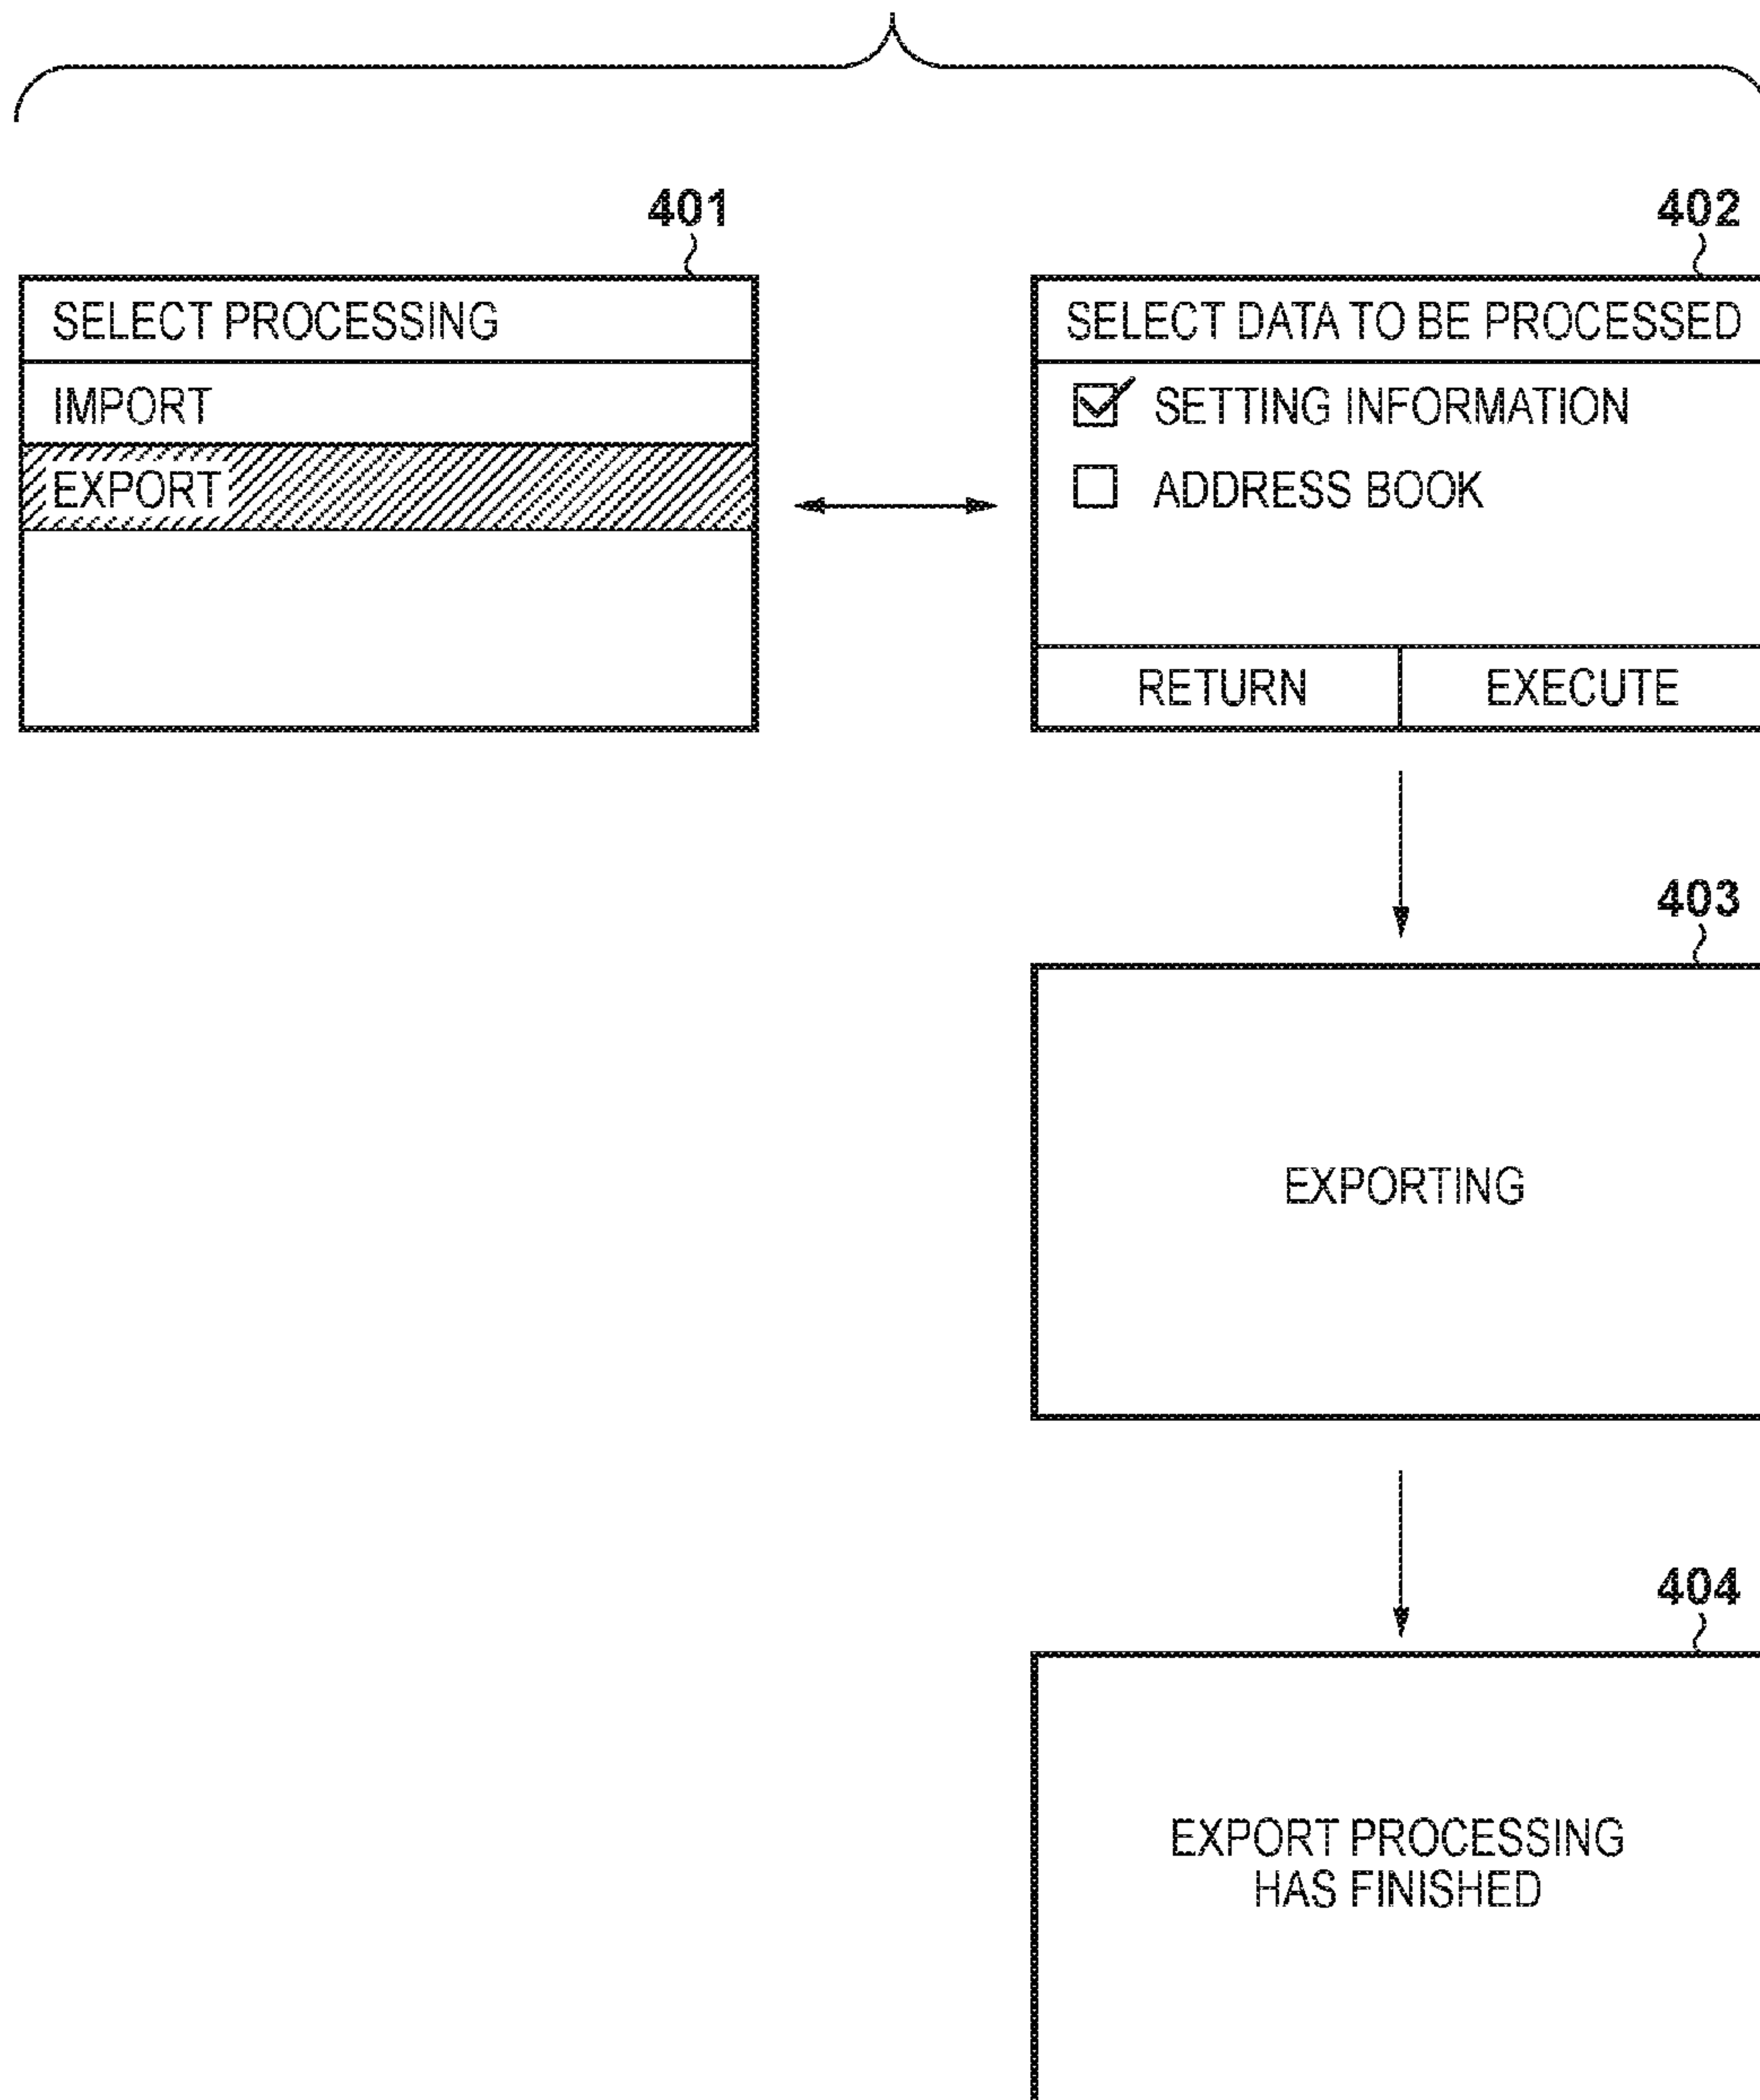 401
SELECT PROCESSING
IMPORT
EXPORT
402
SELECT DATA TO BE PROCESSED
SETTING INFORMATION
ADDRESS BOOK
RETURN
EXECUTE
403
EXPORTING
404
EXPORT PROCESSING
HAS FINISHED